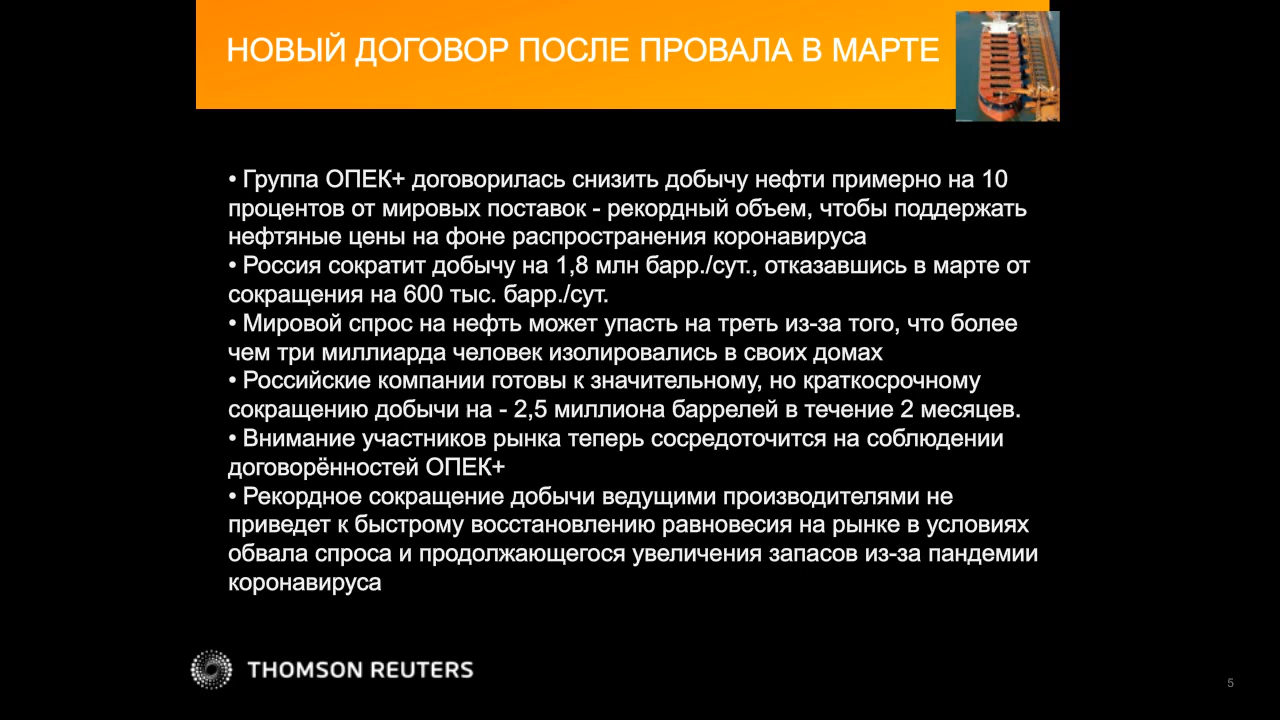 НОВЫЙ ДОГОВОР ПОСЛЕ ПРОВАЛА В МАРТЕ
• Группа ОПЕК+ договорилась снизить добычу нефти примерно на 10
процентов от мировых поставок - рекордный объем, чтобы поддержать
нефтяные цены на фоне распространения коронавируса
• Россия сократит добычу на 1,8 млн барр./сут., отказавшись в марте от
сокращения на 600 тыс. барр./сут.
• Мировой спрос на нефть может упасть на треть из-за того, что более
чем три миллиарда человек изолировались в своих домах
• Российские компании готовы к значительному, но краткосрочному
сокращению добычи на - 2,5 миллиона баррелей в течение 2 месяцев.
• Внимание участников рынка теперь сосредоточится на соблюдении
договорённостей ОПЕК+
• Рекордное сокращение добычи ведущими производителями не
приведет к быстрому восстановлению равновесия на рынке в условиях
обвала спроса и продолжающегося увеличения запасов из-за пандемии
коронавируса
THOMSON REUTERS
5